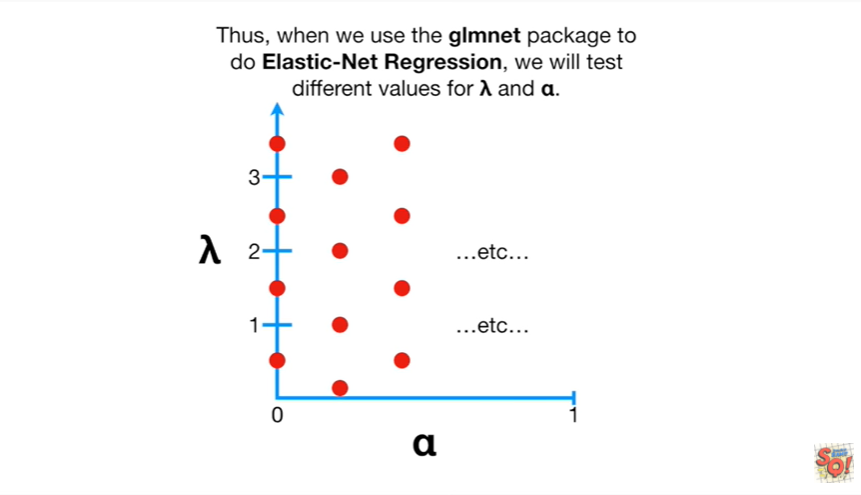 Thus, when we use the glmnet package to
do Elastic-Net Regression, we will test
different values for λ and α.
3
λ 2 ...etc...
1 ...etc...
0 1
α
SQ!